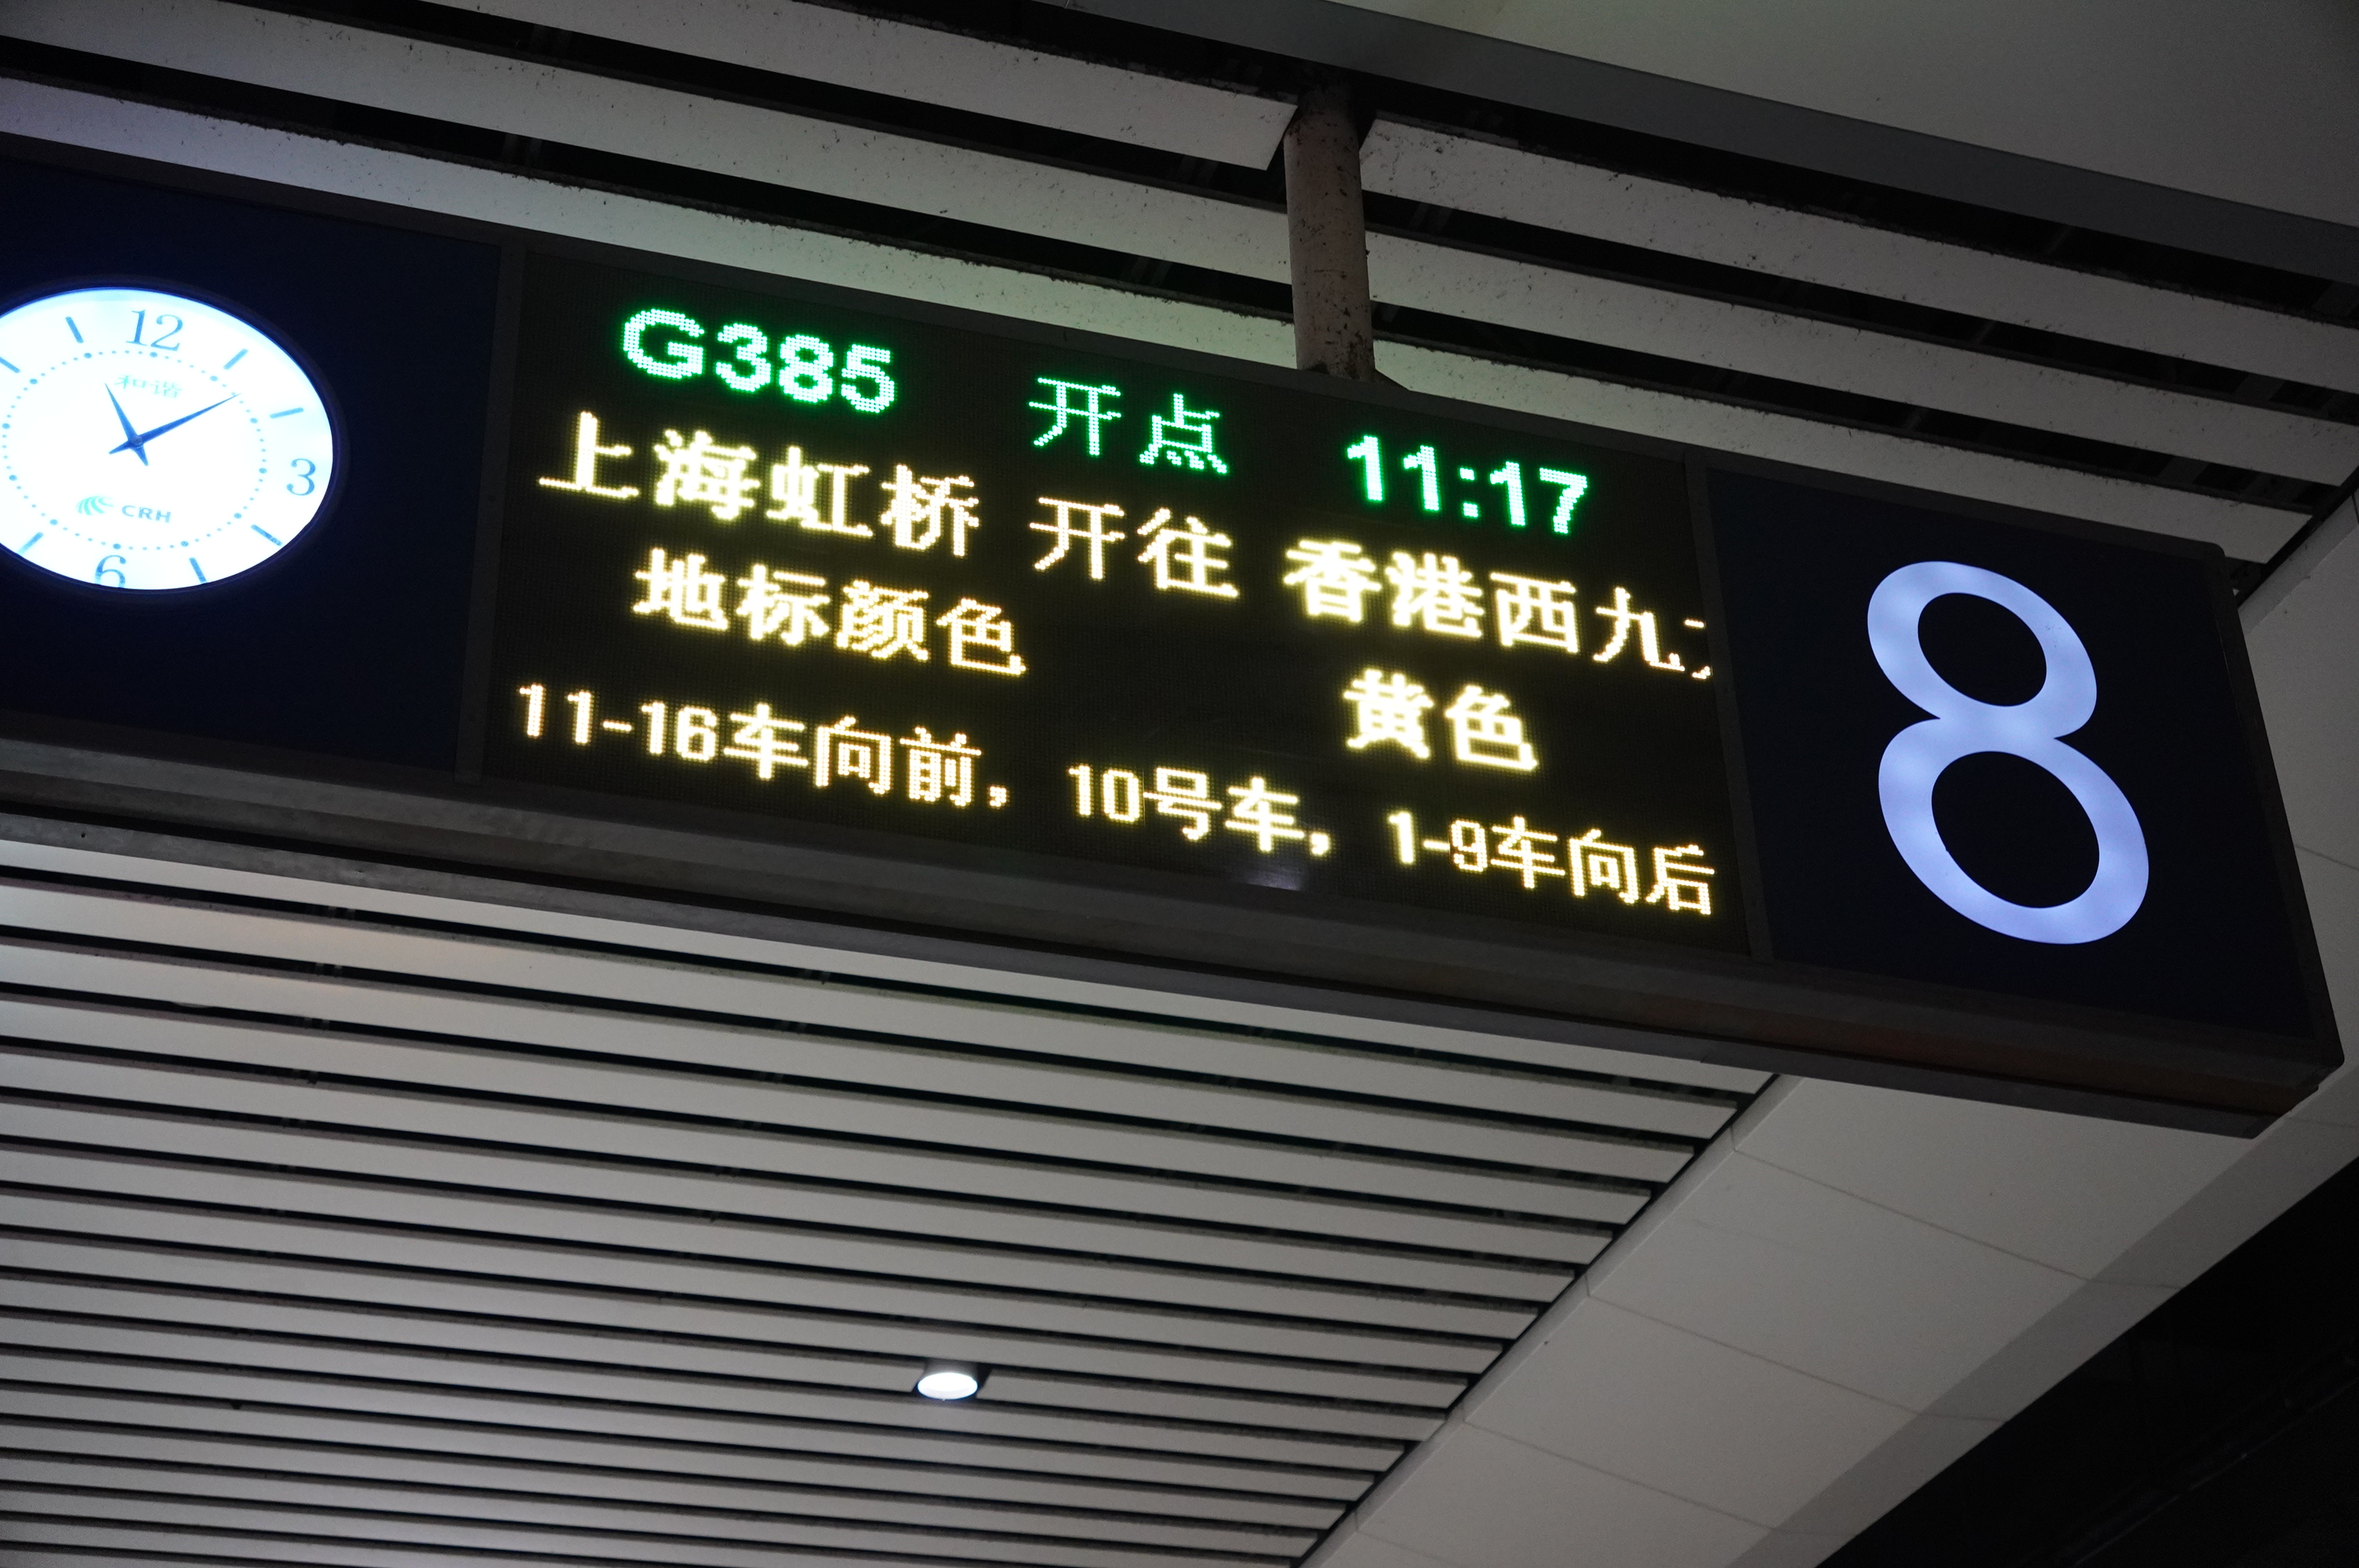 12
和谐
3
CRH
6
G385 开点 11:17
上海虹桥 开往 香港西九
地标颜色 黄色
11-16车向前，10号车，1-9车向后
8